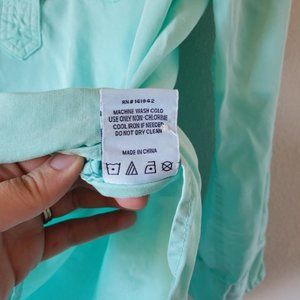 RN# 141942
MACHINE WASH COLD
USE ONLY NON-CHLORINE
COOL IRON IF NEEDED
DO NOT DRY CLEAN
MADE IN CHINA